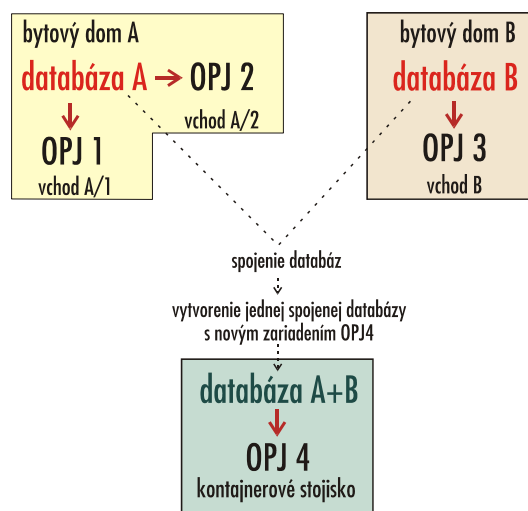 bytový dom A
databáza A
OPJ 2
vchod A/2
OPJ 1
vchod A/1
bytový dom B
databáza B
OPJ 3
vchod B
spojenie databáz
vytvorenie jednej spojenej databázy
s novým zariadením OPJ4
databáza A+B
OPJ 4
kontajnerové stojisko